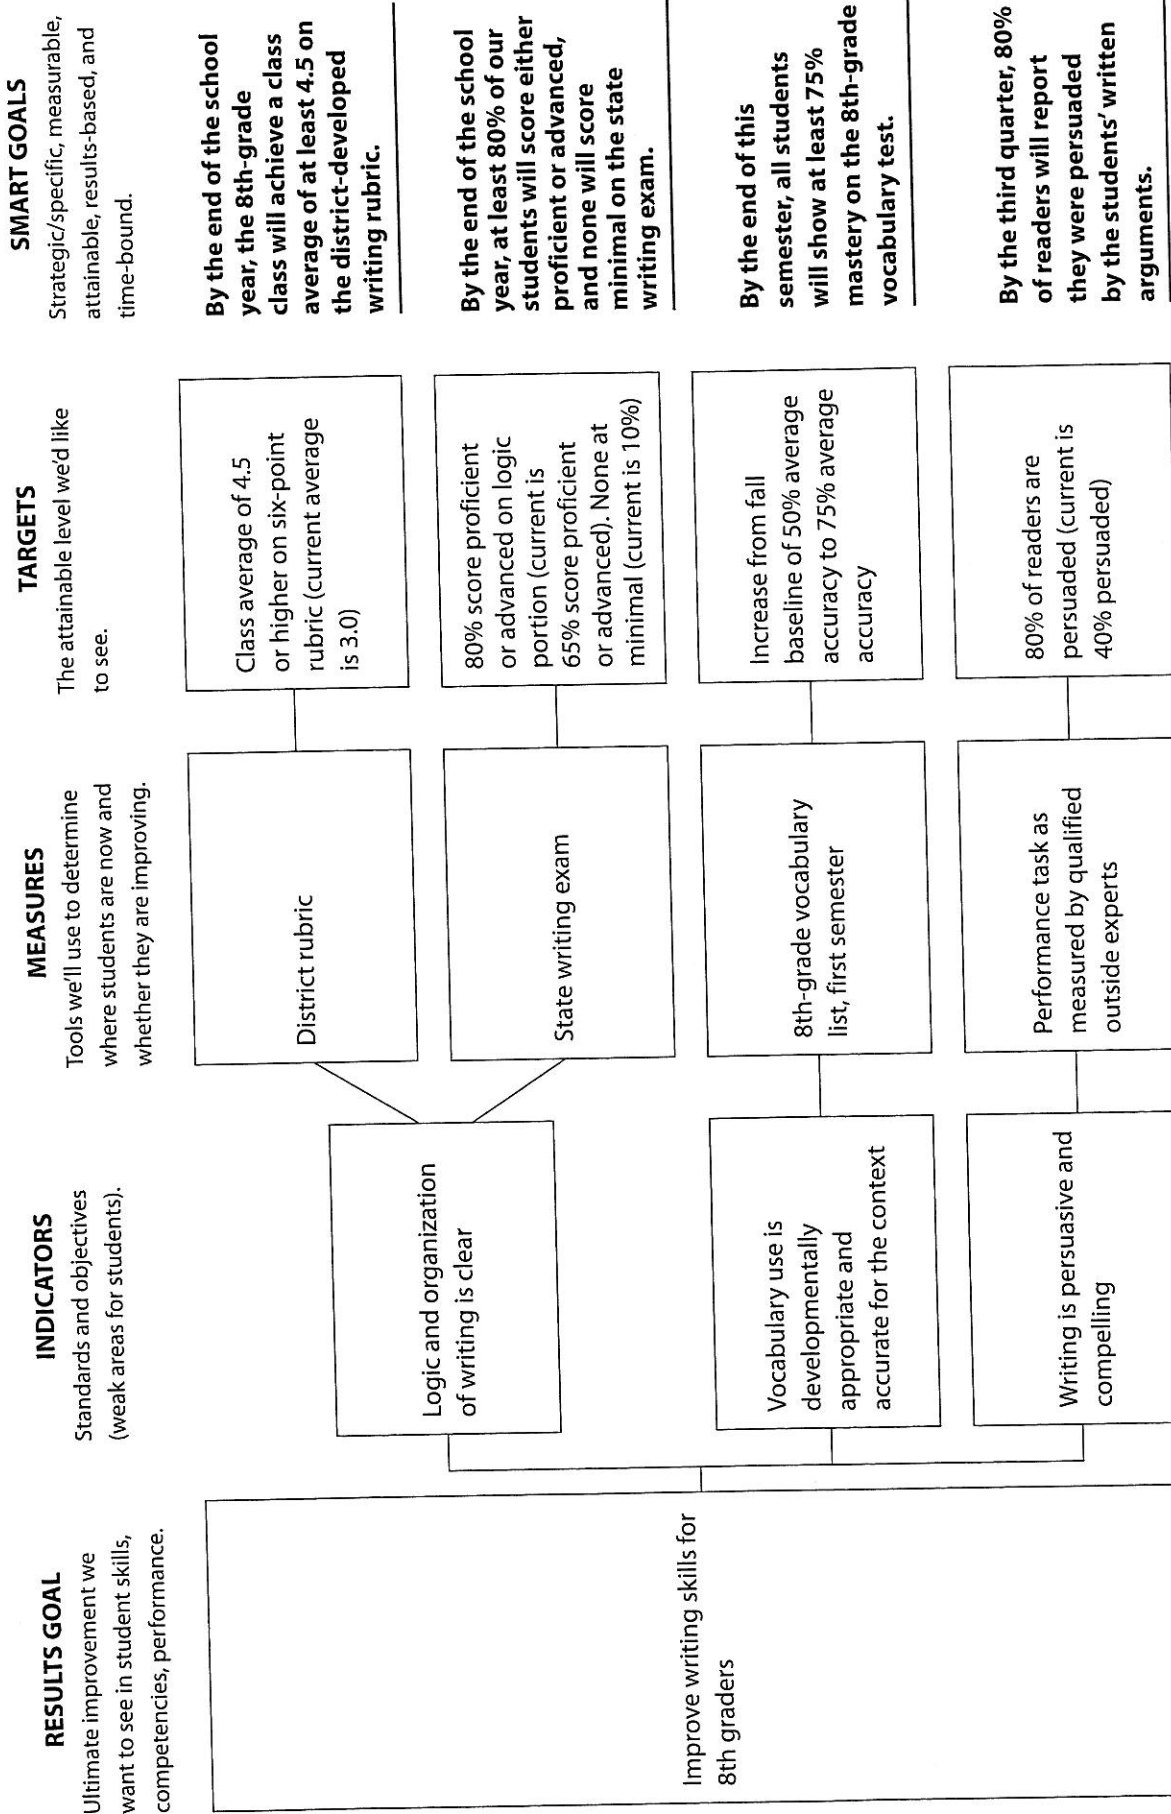 RESULTS GOAL
Ultimate improvement we
want to see in student skills,
competencies, performance.
Improve writing skills for
8th graders
INDICATORS
Standards and objectives
(weak areas for students).
Logic and organization
of writing is clear
Vocabulary use is
developmentally
appropriate and
accurate for the context
Writing is persuasive and
compelling
MEASURES
Tools we'll use to determine
where students are now and
whether they are improving.
District rubric
State writing exam
8th-grade vocabulary
list, first semester
Performance task as
measured by qualified
outside experts
TARGETS
The attainable level we'd like
to see.
Class average of 4.5
or higher on six-point
rubric (current average
is 3.0)
80% score proficient
or advanced on logic
portion (current is
65% score proficient
or advanced). None at
minimal (current is 10%)
Increase from fall
baseline of 50% average
accuracy to 75% average
accuracy
80% of readers are
persuaded (current is
40% persuaded)
SMART GOALS
Strategic/specific, measurable,
attainable, results-based, and
time-bound.
By the end of the school
year, the 8th-grade
class will achieve a class
average of at least 4.5 on
the district-developed
writing rubric.
By the end of the school
year, at least 80% of our
students will score either
proficient or advanced,
and none will score
minimal on the state
writing exam.
By the end of this
semester, all students
will show at least 75%
mastery on the 8th-grade
vocabulary test.
By the third quarter, 80%
of readers will report
they were persuaded
by the students' written
arguments.